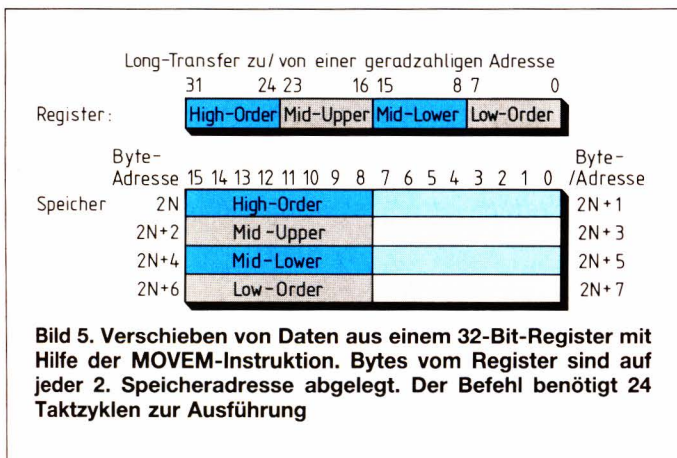 Long-Transfer zu/von einer geradzahligen Adresse
31 24 23 16 15 8 7 0
Register: High-Order Mid-Upper Mid-Lower Low-Order
Byte- Byte-
Adresse 15 14 13 12 11 10 9 8 7 6 5 4 3 2 1 0 /Adresse
Speicher 2N High-Order 2N+1
2N+2 Mid-Upper 2N+3
2N+4 Mid-Lower 2N+5
2N+6 Low-Order 2N+7
Bild 5. Verschieben von Daten aus einem 32-Bit-Register mit
Hilfe der MOVEM-Instruktion. Bytes vom Register sind auf
jeder 2. Speicheradresse abgelegt. Der Befehl benötigt 24
Taktzyklen zur Ausführung